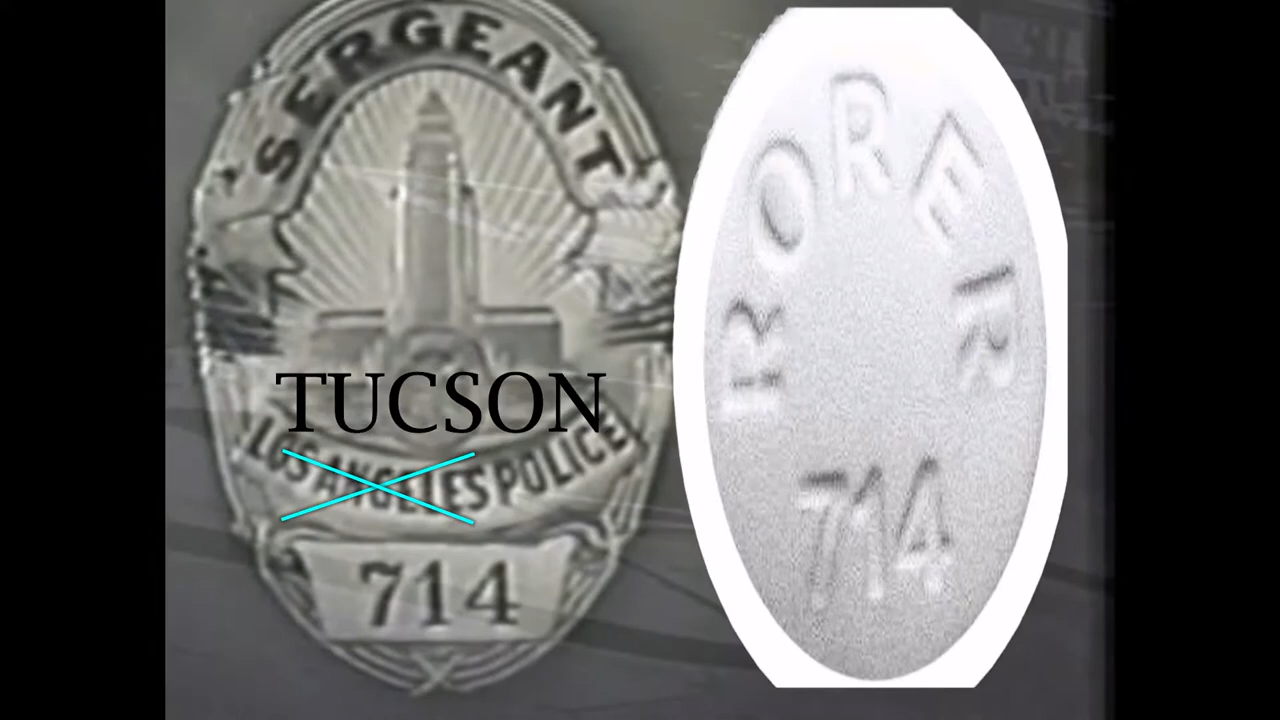 SERGEANT
TUCSON
LOS ANGELES POLICE
714
RORER
714